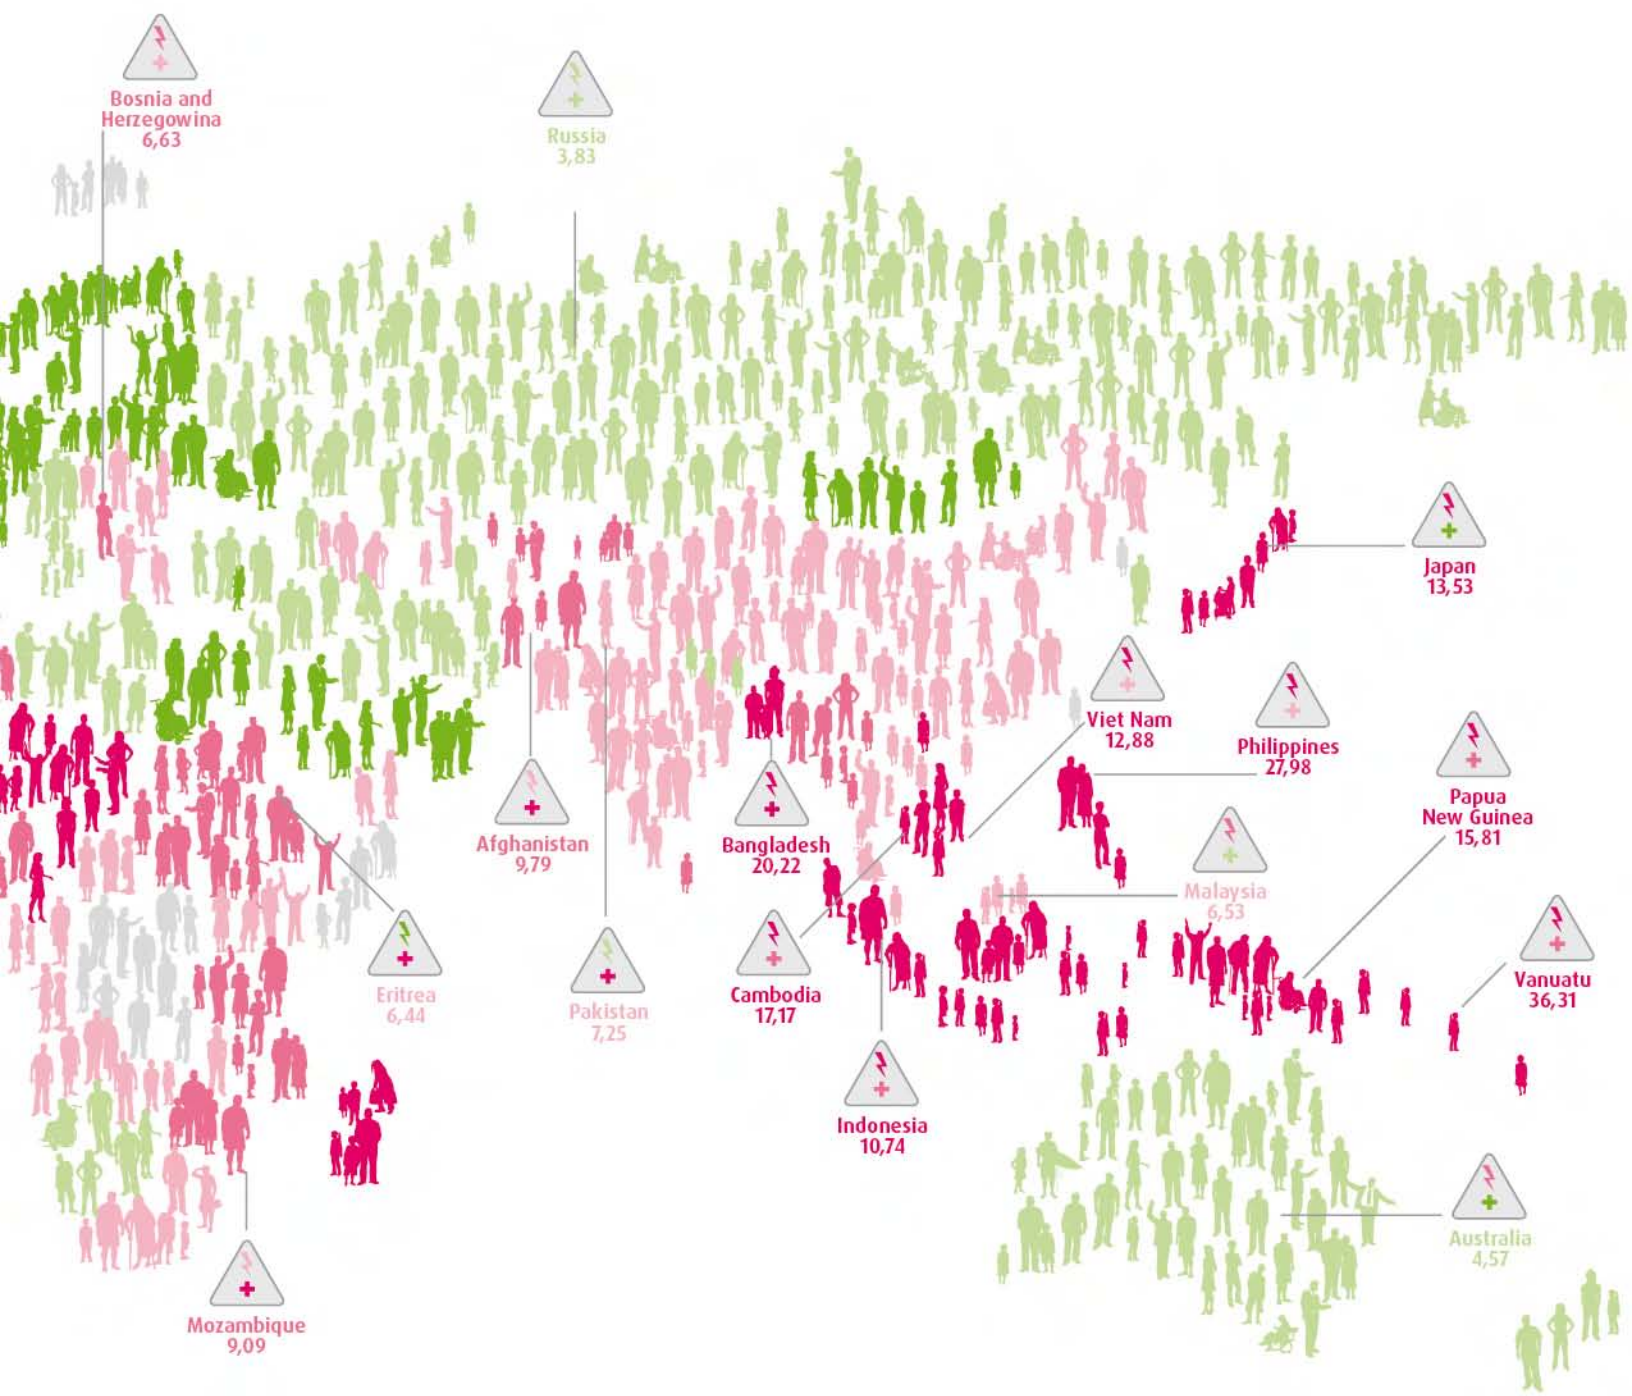 Bosnia and
Herzegowina
6,63
Russia
3,83
Japan
13,53
Viet Nam
12,88
Philippines
27,98
Papua
New Guinea
15,81
Afghanistan
9,79
Bangladesh
20,22
Malaysia
6,53
Eritrea
6,44
Pakistan
7,25
Cambodia
17,17
Vanuatu
36,31
Indonesia
10,74
Australia
4,57
Mozambique
9,09